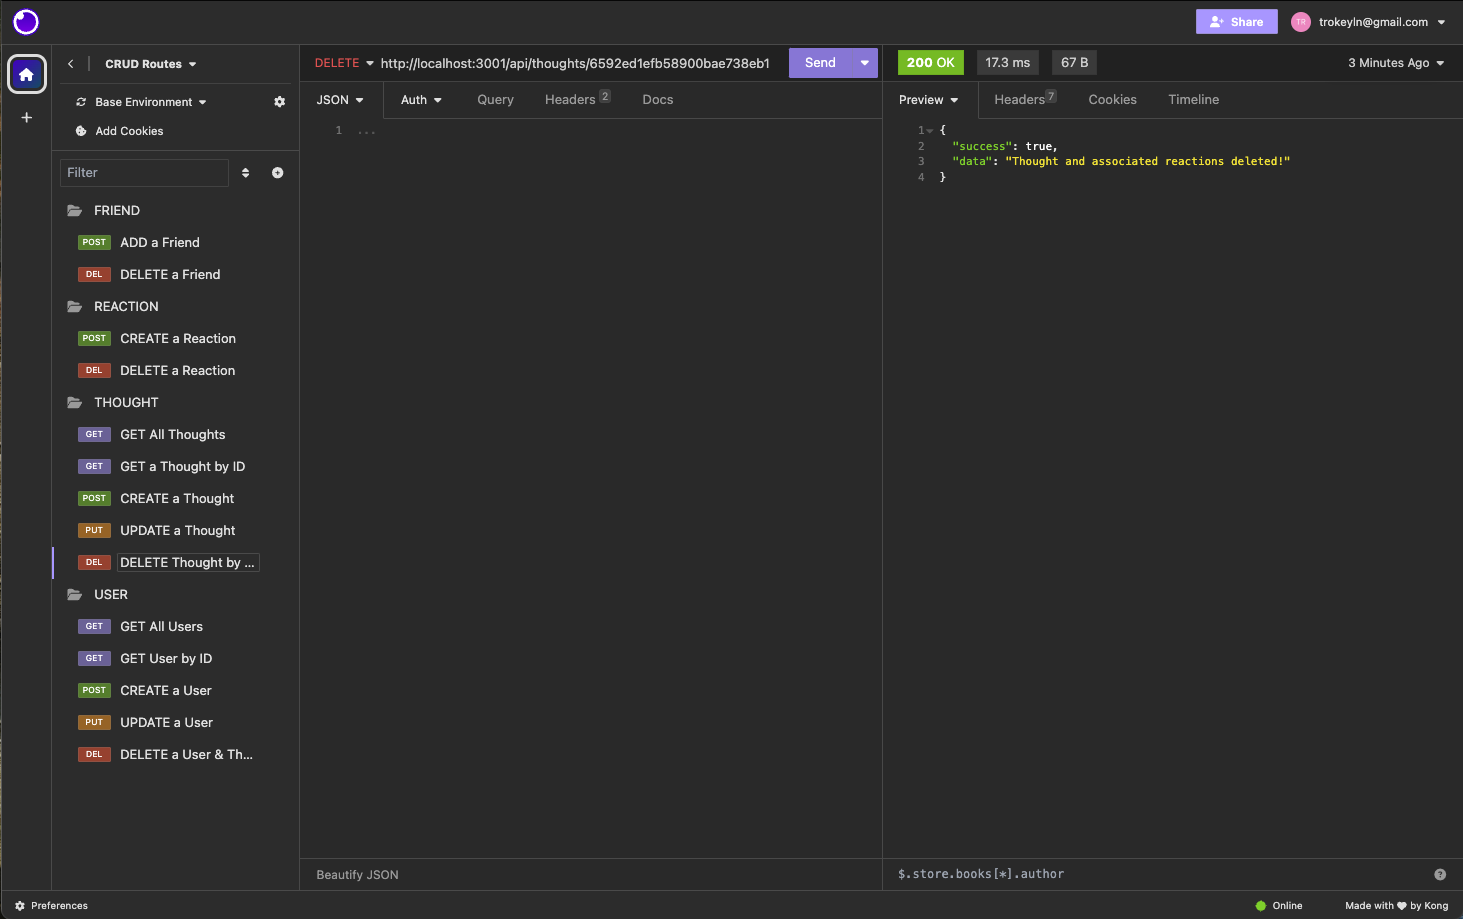 Share
TR
trokeyln@gmail.com
CRUD Routes
Base Environment
Add Cookies
Filter
FRIEND
POST ADD a Friend
DEL DELETE a Friend
REACTION
POST CREATE a Reaction
DEL DELETE a Reaction
THOUGHT
GET GET All Thoughts
GET GET a Thought by ID
POST CREATE a Thought
PUT UPDATE a Thought
DEL DELETE Thought by ...
USER
GET GET All Users
GET GET User by ID
POST CREATE a User
PUT UPDATE a User
DEL DELETE a User & Th...
DELETE http://localhost:3001/api/thoughts/6592ed1efb58900bae738eb1 Send
JSON Auth Query Headers 2 Docs
1 ...
Beautify JSON
200 OK 17.3 ms 67 B 3 Minutes Ago
Preview Headers 7 Cookies Timeline
1 {
2 "success": true,
3 "data": "Thought and associated reactions deleted!"
4 }
$.store.books[*].author ?
Preferences
Online
Made with ♥ by Kong